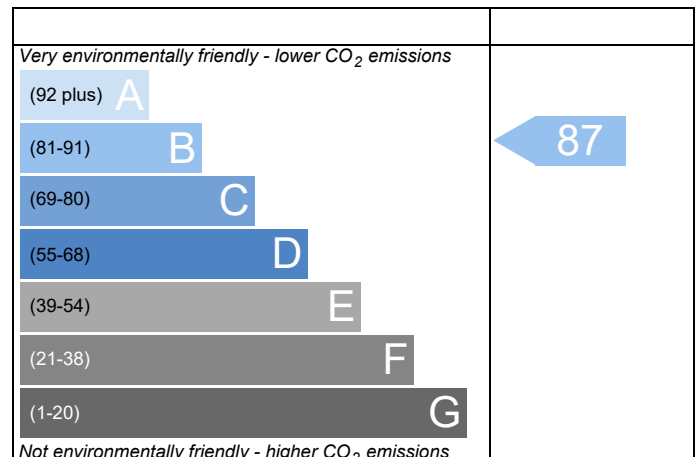 Very environmentally friendly - lower CO₂ emissions
(92 plus) A
(81-91) B
87
(69-80) C
(55-68) D
(39-54) E
(21-38) F
(1-20) G
Not environmentally friendly - higher CO₂ emissions